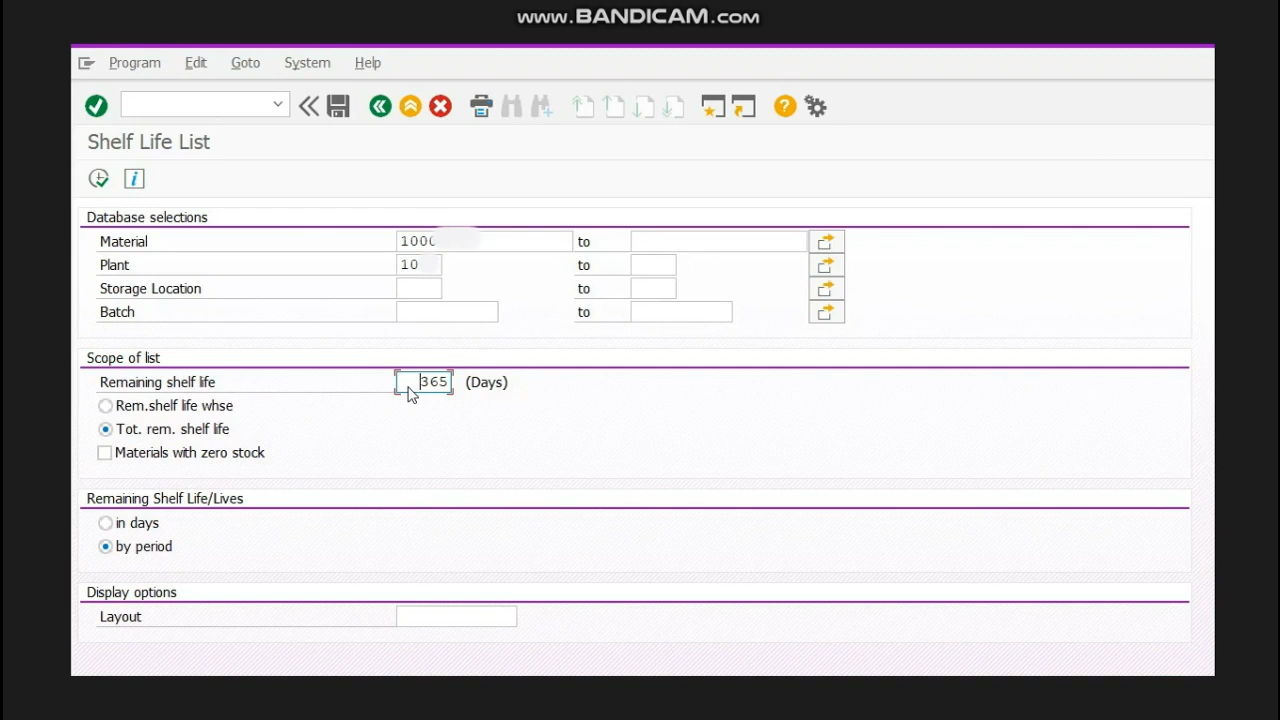 www.BANDICAM.com
Program Edit Goto System Help
Shelf Life List
Database selections
Material 1000 to
Plant 10 to
Storage Location to
Batch to
Scope of list
Remaining shelf life 365 (Days)
Rem.shelf life whse
Tot. rem. shelf life
Materials with zero stock
Remaining Shelf Life/Lives
in days
by period
Display options
Layout